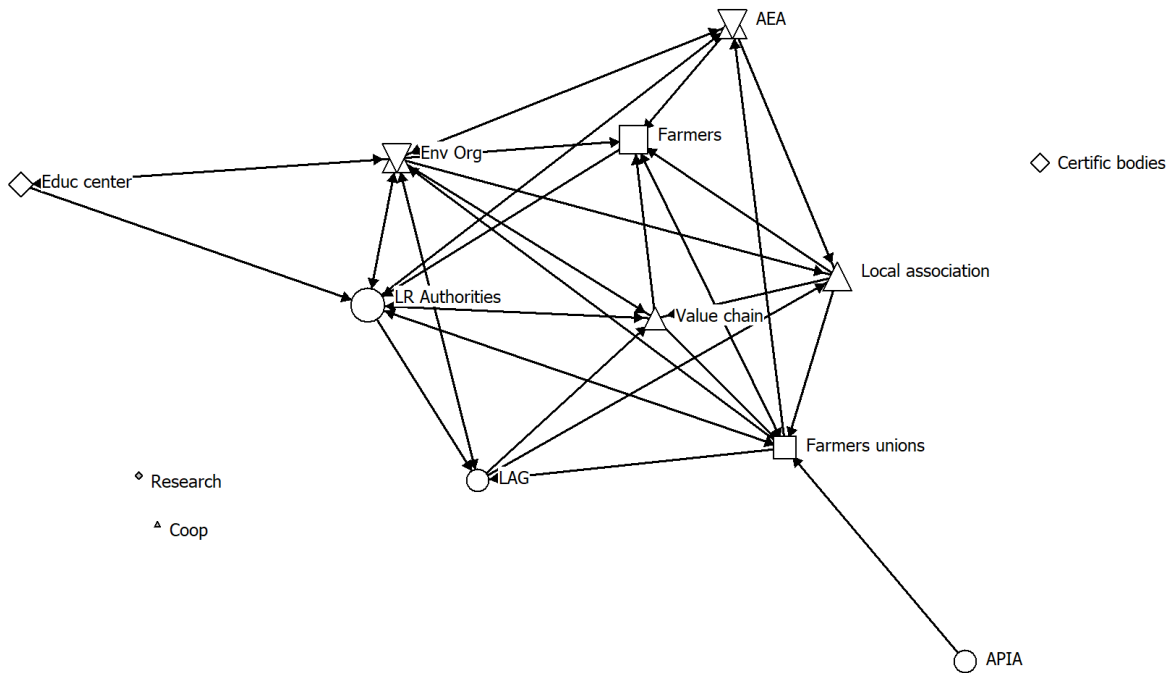 AEA
Farmers
Env Org
Certific bodies
Educ center
Local association
LR Authorities
Value chain
Farmers unions
LAG
Research
Coop
APIA